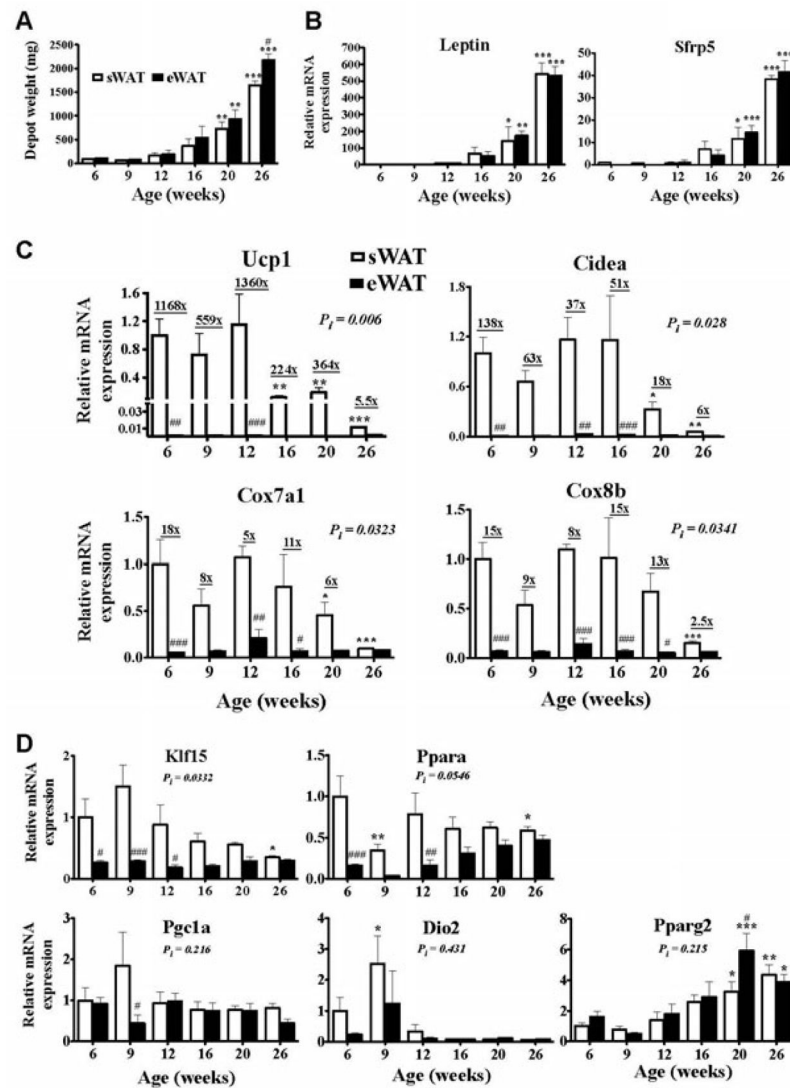 A
B
Depot weight (mg)
2500
2000
1500
1000
500
0
sWAT eWAT
** ** *** # ***
6 9 12 16 20 26
Age (weeks)
Leptin
Relative mRNA
expression
700
600
500
400
300
200
100
0
* ** *** ***
6 9 12 16 20 26
Age (weeks)
Sfrp5
50
40
30
20
10
0
* *** *** ***
6 9 12 16 20 26
Age (weeks)
C
sWAT
eWAT
Ucp1
Relative mRNA
expression
1.2
0.8
0.4
0.03
0.01
1168x 559x 1360x 224x 364x 5.5x
Pi = 0.006
## ### ** ** ***
6 9 12 16 20 26
Cidea
1.8
1.2
0.6
0.0
138x 63x 37x 51x 18x 6x
Pi = 0.028
## ## ### * **
6 9 12 16 20 26
Cox7a1
Relative mRNA
expression
1.5
1.0
0.5
0.0
18x 8x 5x 11x 6x
Pi = 0.0323
### ## # * ***
6 9 12 16 20 26
Age (weeks)
Cox8b
1.5
1.0
0.5
0.0
15x 9x 8x 15x 13x 2.5x
Pi = 0.0341
### ### ### # ***
6 9 12 16 20 26
Age (weeks)
D
Klf15
Pi = 0.0332
Relative mRNA
expression
2
1
0
# ### # *
6 9 12 16 20 26
Ppara
Pi = 0.0546
1.5
1.0
0.5
0.0
### ** ## *
6 9 12 16 20 26
Pgc1a
Pi = 0.216
Relative mRNA
expression
3
2
1
0
#
6 9 12 16 20 26
Age (weeks)
Dio2
Pi = 0.431
4
3
2
1
0
*
6 9 12 16 20 26
Age (weeks)
Pparg2
Pi = 0.215
8
6
4
2
0
* # *** ** *
6 9 12 16 20 26
Age (weeks)